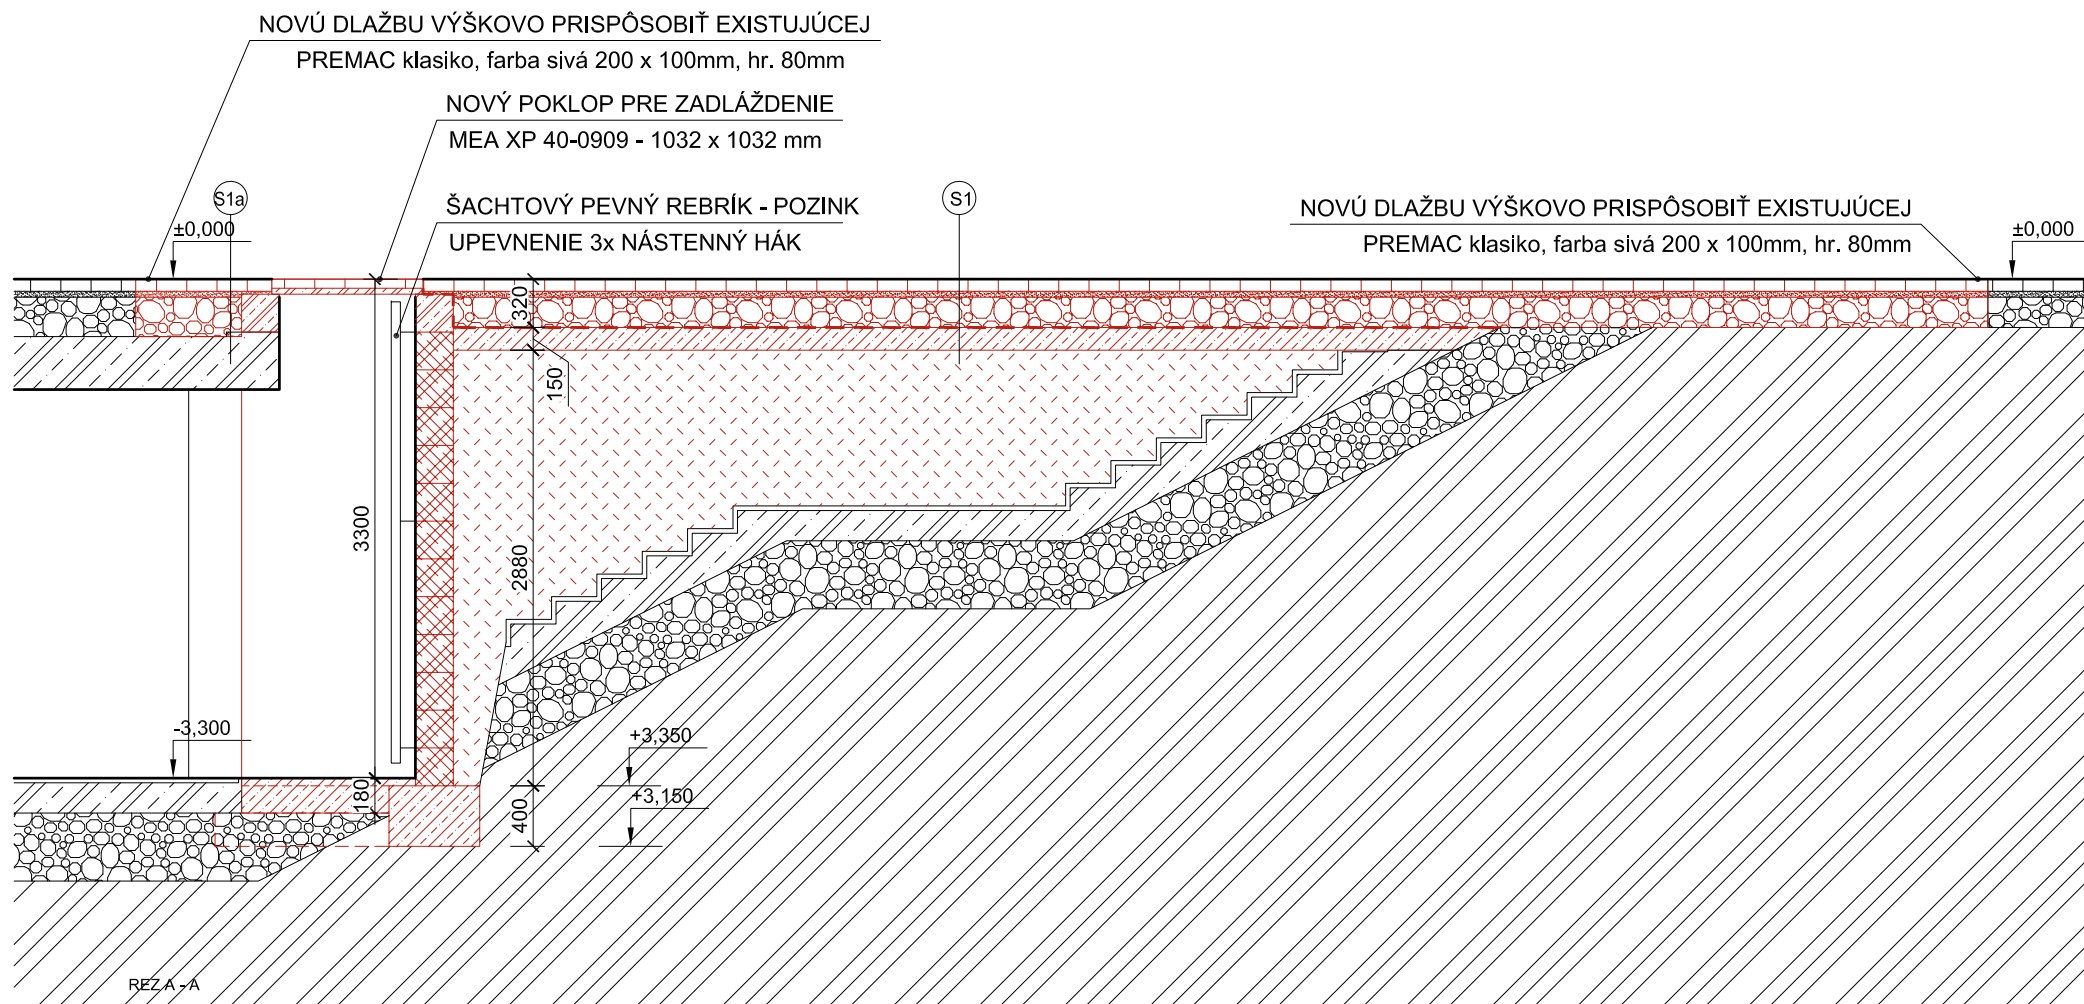 NOVÚ DLAŽBU VÝŠKOVO PRISPÔSOBIŤ EXISTUJÚCEJ
PREMAC klasiko, farba sivá 200 x 100mm, hr. 80mm
NOVÝ POKLOP PRE ZADLÁŽDENIE
MEA XP 40-0909 - 1032 x 1032 mm
S1a
ŠACHTOVÝ PEVNÝ REBRÍK - POZINK
UPEVNENIE 3x NÁSTENNÝ HÁK
S1
NOVÚ DLAŽBU VÝŠKOVO PRISPÔSOBIŤ EXISTUJÚCEJ
PREMAC klasiko, farba sivá 200 x 100mm, hr. 80mm
±0,000
±0,000
320
150
3300
2880
-3,300
+3,350
180
400
+3,150
REZ A - A